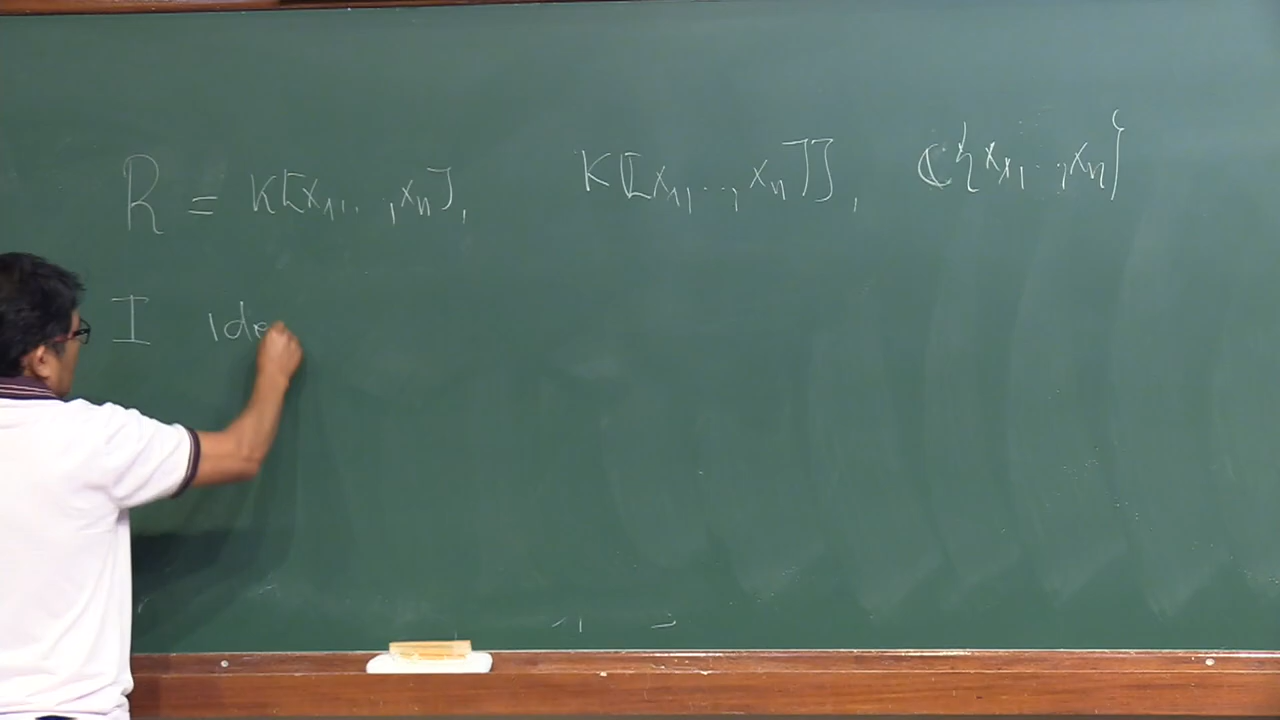 R = K[x₁, .., xₙ], K[[x₁, .., xₙ]], ℂ{x₁, .., xₙ}
I ide